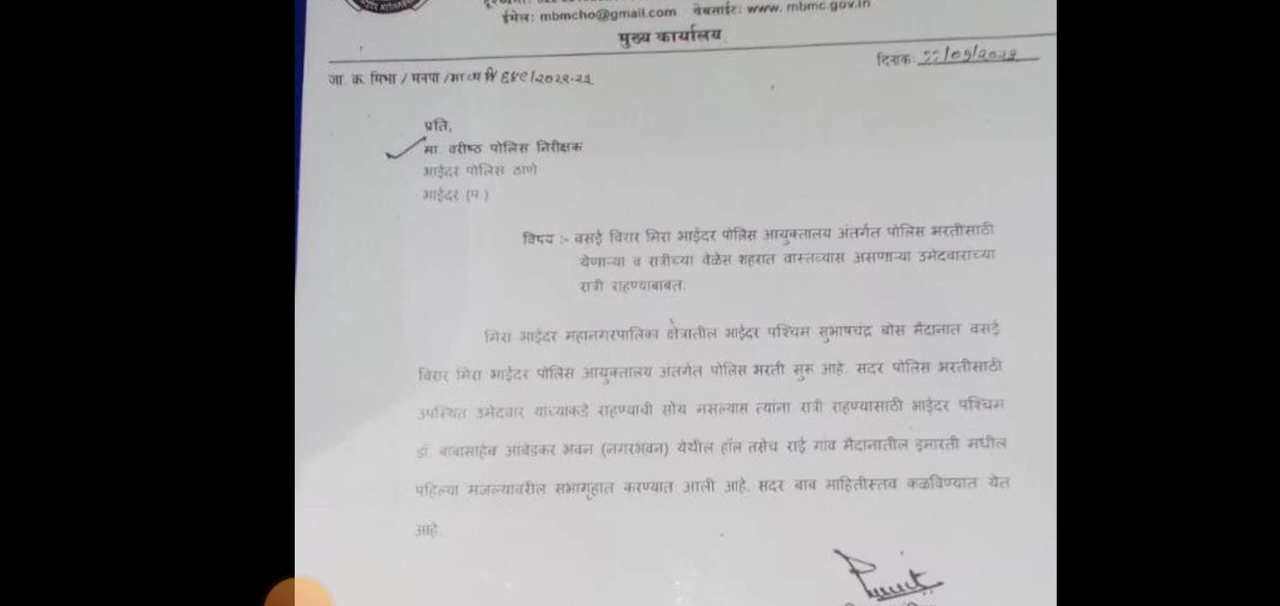 ईमेल: mbmcho@gmail.com वेबसाईट: www. mbmc.gov.in
मुख्य कार्यालय
दिनांक:
जा. क्र. मिभा / मनपा /
प्रति,
मा. वरीष्ठ पोलिस निरीक्षक
भाईंदर पोलिस ठाणे
भाईंदर (प.)
विषय :- वसई विरार मिरा भाईंदर पोलिस आयुक्तालय अंतर्गत पोलिस भरतीसाठी
येणाऱ्या व रात्रीच्या वेळेस शहरात वास्तव्यास असणाऱ्या उमेदवारांच्या
रात्री राहण्याबाबत.
मिरा भाईंदर महानगरपालिका क्षेत्रातील भाईंदर पश्चिम सुभाषचंद्र बोस मैदानात वसई
विरार मिरा भाईंदर पोलिस आयुक्तालय अंतर्गत पोलिस भरती सुरू आहे. सदर पोलिस भरतीसाठी
उपस्थित उमेदवार यांच्याकडे राहण्याची सोय नसल्यास त्यांना रात्री राहण्यासाठी भाईंदर पश्चिम
डॉ. बाबासाहेब आंबेडकर भवन (नगरभवन) येथील हॉल तसेच राई गांव मैदानातील इमारती मधील
पहिल्या मजल्यावरील सभागृहात करण्यात आली आहे. सदर बाब माहितीस्तव कळविण्यात येत
आहे.